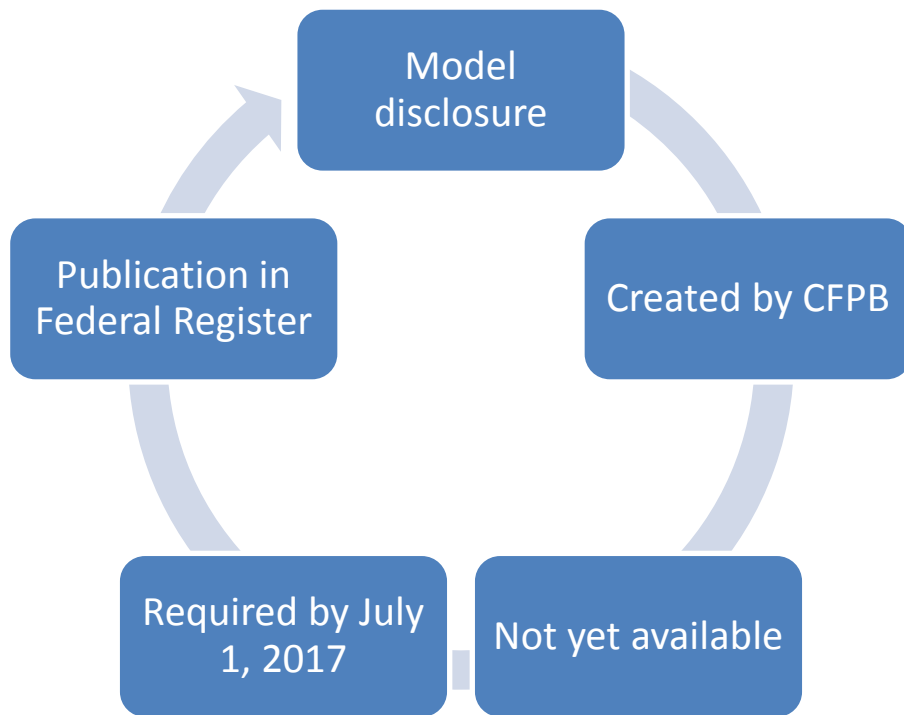 Model
disclosure
Created by CFPB
Not yet available
Required by July
1, 2017
Publication in
Federal Register